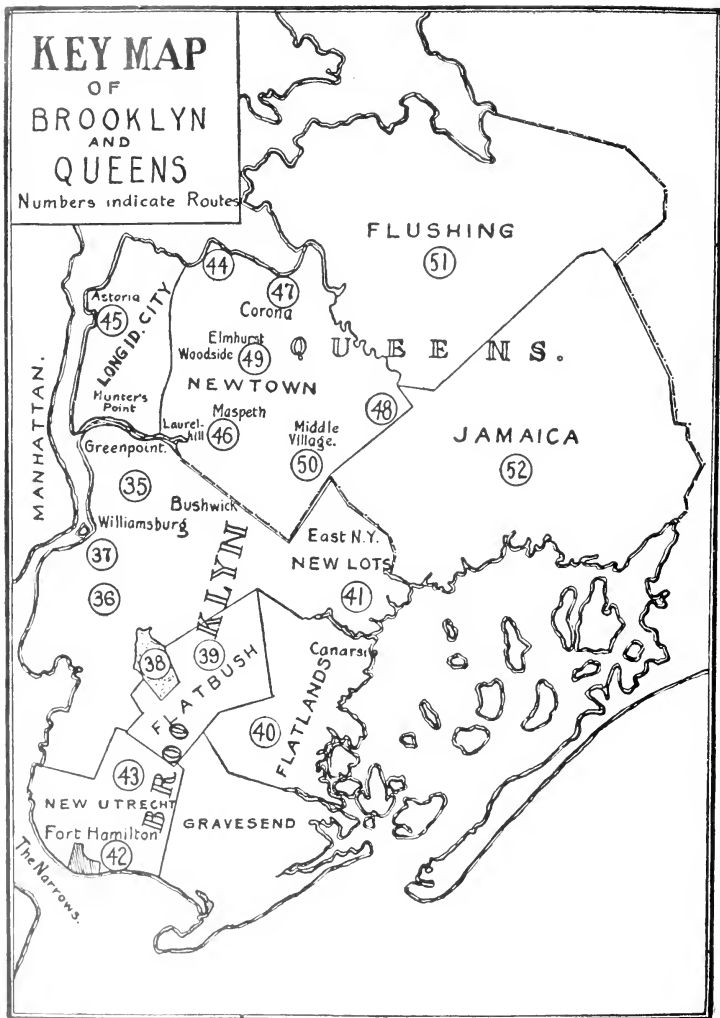 KEY MAP
OF
BROOKLYN
AND
QUEENS
Numbers indicate Routes
FLUSHING
51
44
47
Astoria
45
LONG ID. CITY
Corona
Elmhurst
Woodside
49
QUEENS.
NEWTOWN
MANHATTAN.
Hunter's
Point
Maspeth
48
Laurel-
hill
46
Middle
Village.
50
JAMAICA
52
Greenpoint.
35
Bushwick
Williamsburg
37
East N.Y.
NEW LOTS
41
36
BROOKLYN
38
39
FLATBUSH
Canarsie
40
FLATLANDS
43
NEW UTRECHT
GRAVESEND
Fort Hamilton
42
The Narrows.